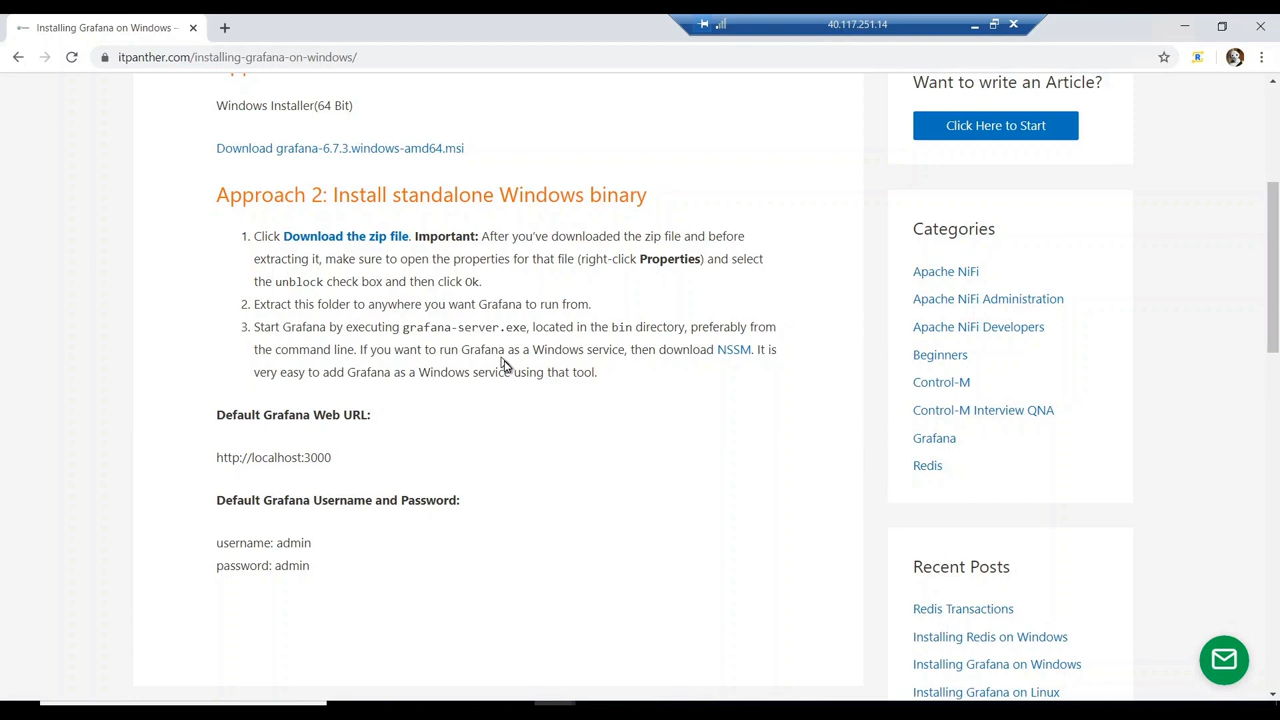 Installing Grafana on Windows –
40.117.251.14
itpanther.com/installing-grafana-on-windows/
Windows Installer(64 Bit)
Download grafana-6.7.3.windows-amd64.msi
Approach 2: Install standalone Windows binary
1. Click Download the zip file. Important: After you've downloaded the zip file and before
extracting it, make sure to open the properties for that file (right-click Properties) and select
the unblock check box and then click Ok.
2. Extract this folder to anywhere you want Grafana to run from.
3. Start Grafana by executing grafana-server.exe, located in the bin directory, preferably from
the command line. If you want to run Grafana as a Windows service, then download NSSM. It is
very easy to add Grafana as a Windows service using that tool.
Default Grafana Web URL:
http://localhost:3000
Default Grafana Username and Password:
username: admin
password: admin
Want to write an Article?
Click Here to Start
Categories
Apache NiFi
Apache NiFi Administration
Apache NiFi Developers
Beginners
Control-M
Control-M Interview QNA
Grafana
Redis
Recent Posts
Redis Transactions
Installing Redis on Windows
Installing Grafana on Windows
Installing Grafana on Linux